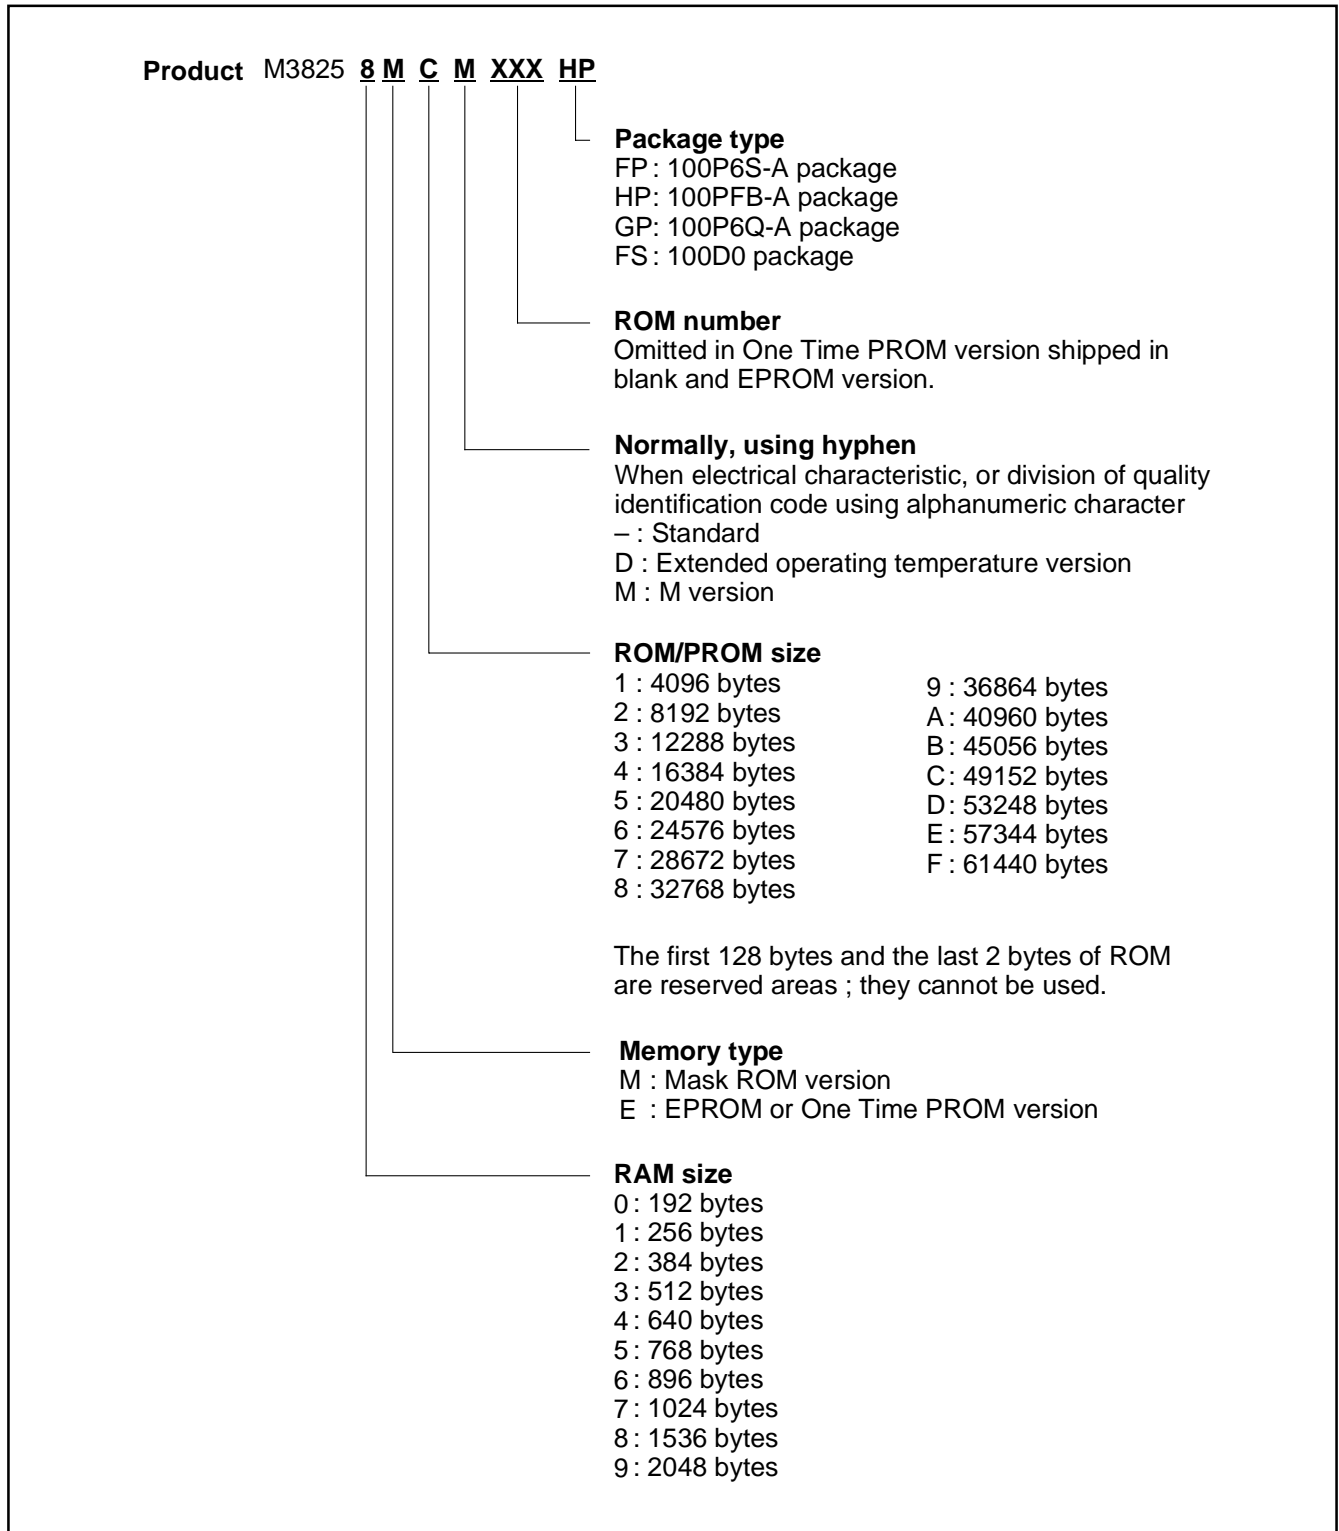 Product M3825 8 M C M XXX HP
Package type
FP : 100P6S-A package
HP: 100PFB-A package
GP: 100P6Q-A package
FS : 100D0 package
ROM number
Omitted in One Time PROM version shipped in
blank and EPROM version.
Normally, using hyphen
When electrical characteristic, or division of quality
identification code using alphanumeric character
– : Standard
D : Extended operating temperature version
M : M version
ROM/PROM size
1 : 4096 bytes
2 : 8192 bytes
3 : 12288 bytes
4 : 16384 bytes
5 : 20480 bytes
6 : 24576 bytes
7 : 28672 bytes
8 : 32768 bytes
9 : 36864 bytes
A : 40960 bytes
B : 45056 bytes
C : 49152 bytes
D : 53248 bytes
E : 57344 bytes
F : 61440 bytes
The first 128 bytes and the last 2 bytes of ROM
are reserved areas ; they cannot be used.
Memory type
M : Mask ROM version
E : EPROM or One Time PROM version
RAM size
0 : 192 bytes
1 : 256 bytes
2 : 384 bytes
3 : 512 bytes
4 : 640 bytes
5 : 768 bytes
6 : 896 bytes
7 : 1024 bytes
8 : 1536 bytes
9 : 2048 bytes